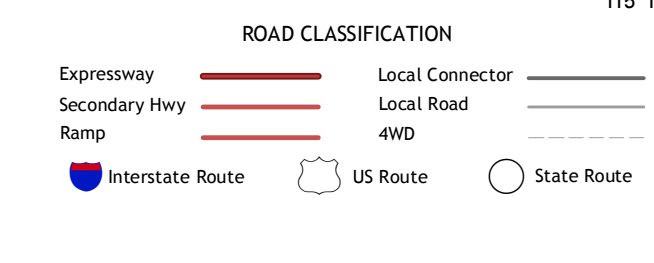 ROAD CLASSIFICATION
Expressway
Local Connector
Secondary Hwy
Local Road
Ramp
4WD
Interstate Route
US Route
State Route